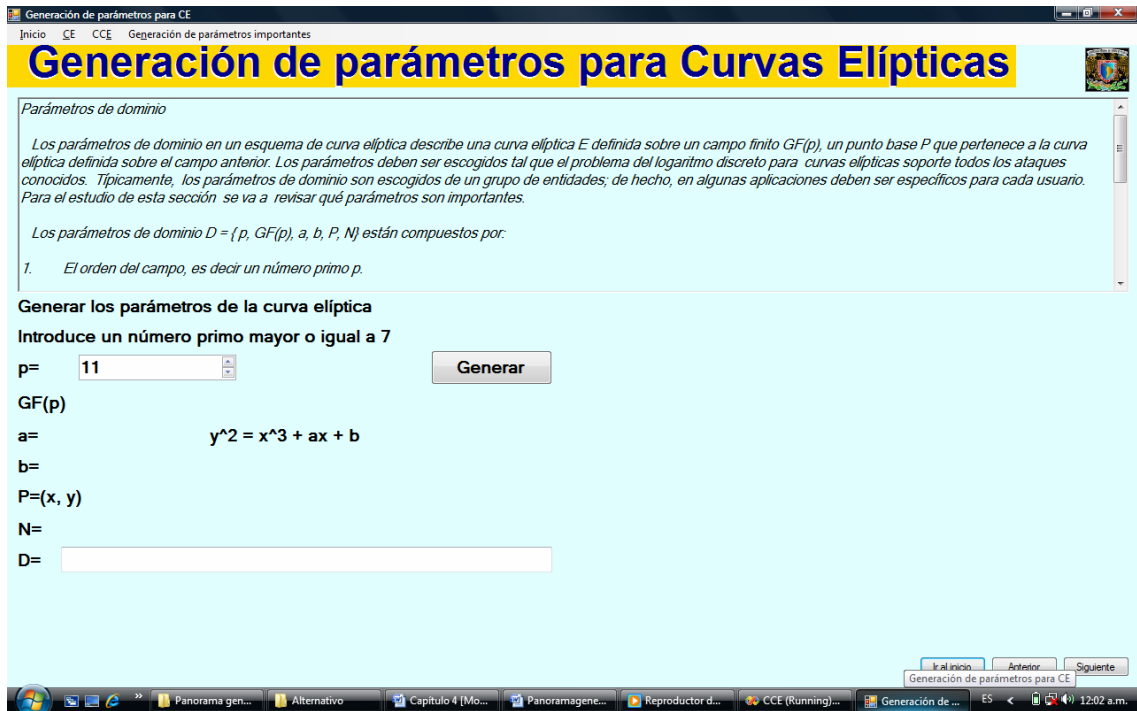 Generación de parámetros para CE
Inicio CE CCE Generación de parámetros importantes
Generación de parámetros para Curvas Elípticas
Parámetros de dominio
Los parámetros de dominio en un esquema de curva elíptica describe una curva elíptica E definida sobre un campo finito GF(p), un punto base P que pertenece a la curva
elíptica definida sobre el campo anterior. Los parámetros deben ser escogidos tal que el problema del logaritmo discreto para curvas elípticas soporte todos los ataques
conocidos. Típicamente, los parámetros de dominio son escogidos de un grupo de entidades; de hecho, en algunas aplicaciones deben ser específicos para cada usuario.
Para el estudio de esta sección se va a revisar qué parámetros son importantes.
Los parámetros de dominio D = { p, GF(p), a, b, P, N} están compuestos por:
1. El orden del campo, es decir un número primo p.
Generar los parámetros de la curva elíptica
Introduce un número primo mayor o igual a 7
p= 11 Generar
GF(p)
a= y^2 = x^3 + ax + b
b=
P=(x, y)
N=
D=
Ir al inicio Anterior Siguiente
Generación de parámetros para CE
Panorama gen... Alternativo Capítulo 4 [Mo... Panoramagene... Reproductor d... CCE (Running)... Generación de ... ES 12:02 a.m.